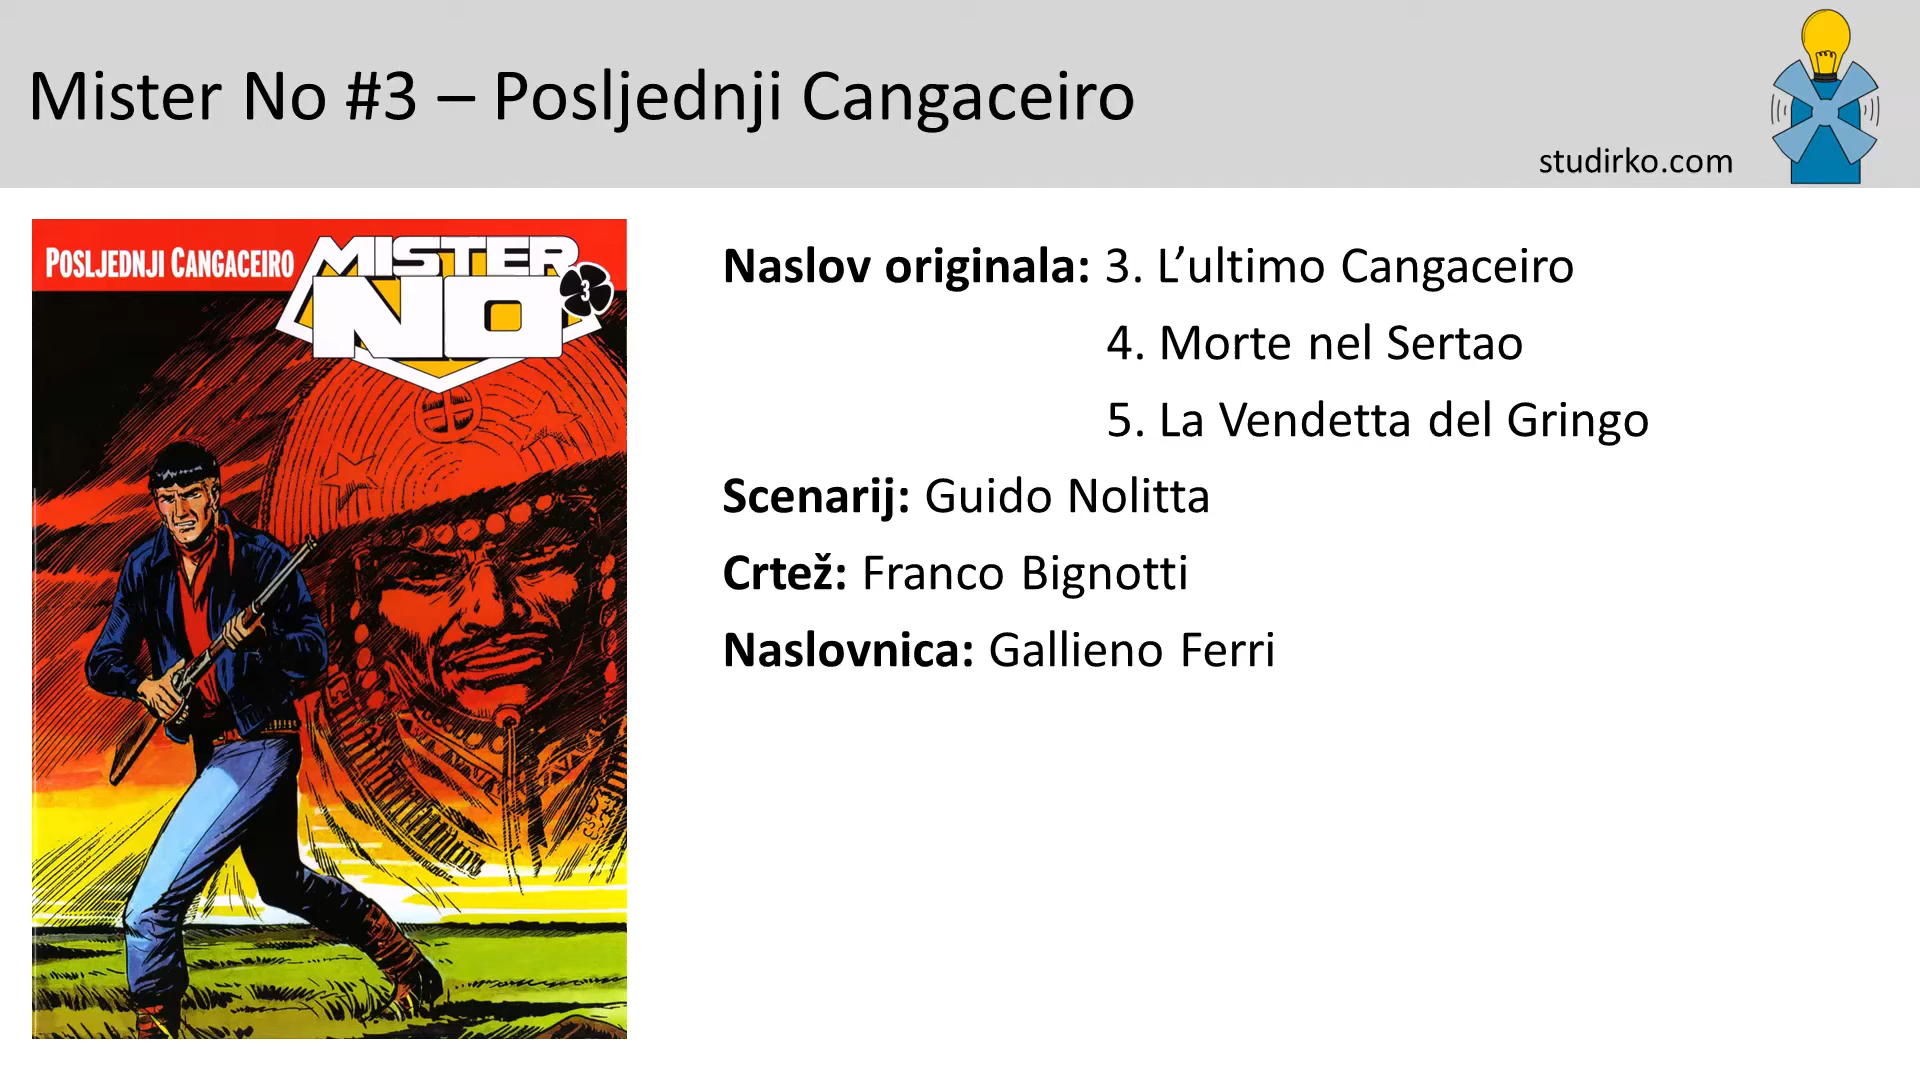 Mister No #3 – Posljednji Cangaceiro
studirko.com
POSLJEDNJI CANGACEIRO
MISTER
NO
3
Naslov originala: 3. L’ultimo Cangaceiro
4. Morte nel Sertao
5. La Vendetta del Gringo
Scenarij: Guido Nolitta
Crtež: Franco Bignotti
Naslovnica: Gallieno Ferri